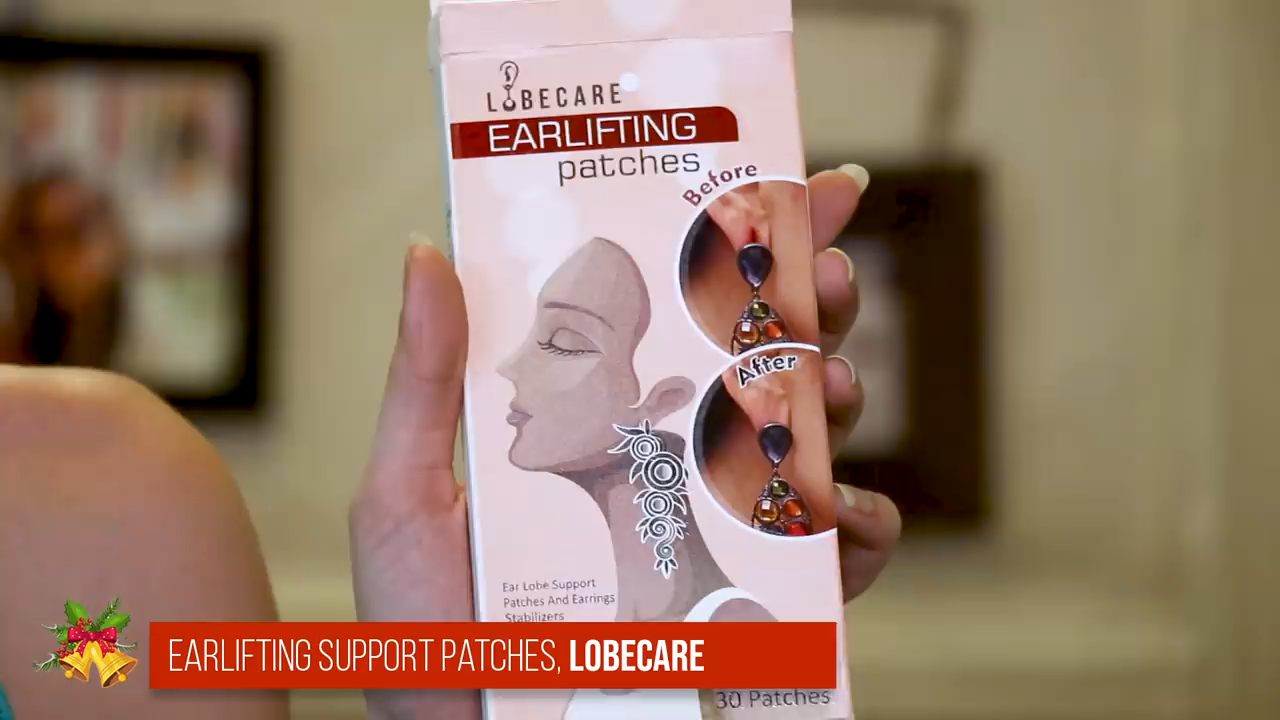 LOBECARE
EARLIFTING
patches
Before
After
Ear Lobe Support
Patches And Earrings
Stabilizers
EARLIFTING SUPPORT PATCHES, LOBECARE
30 Patches